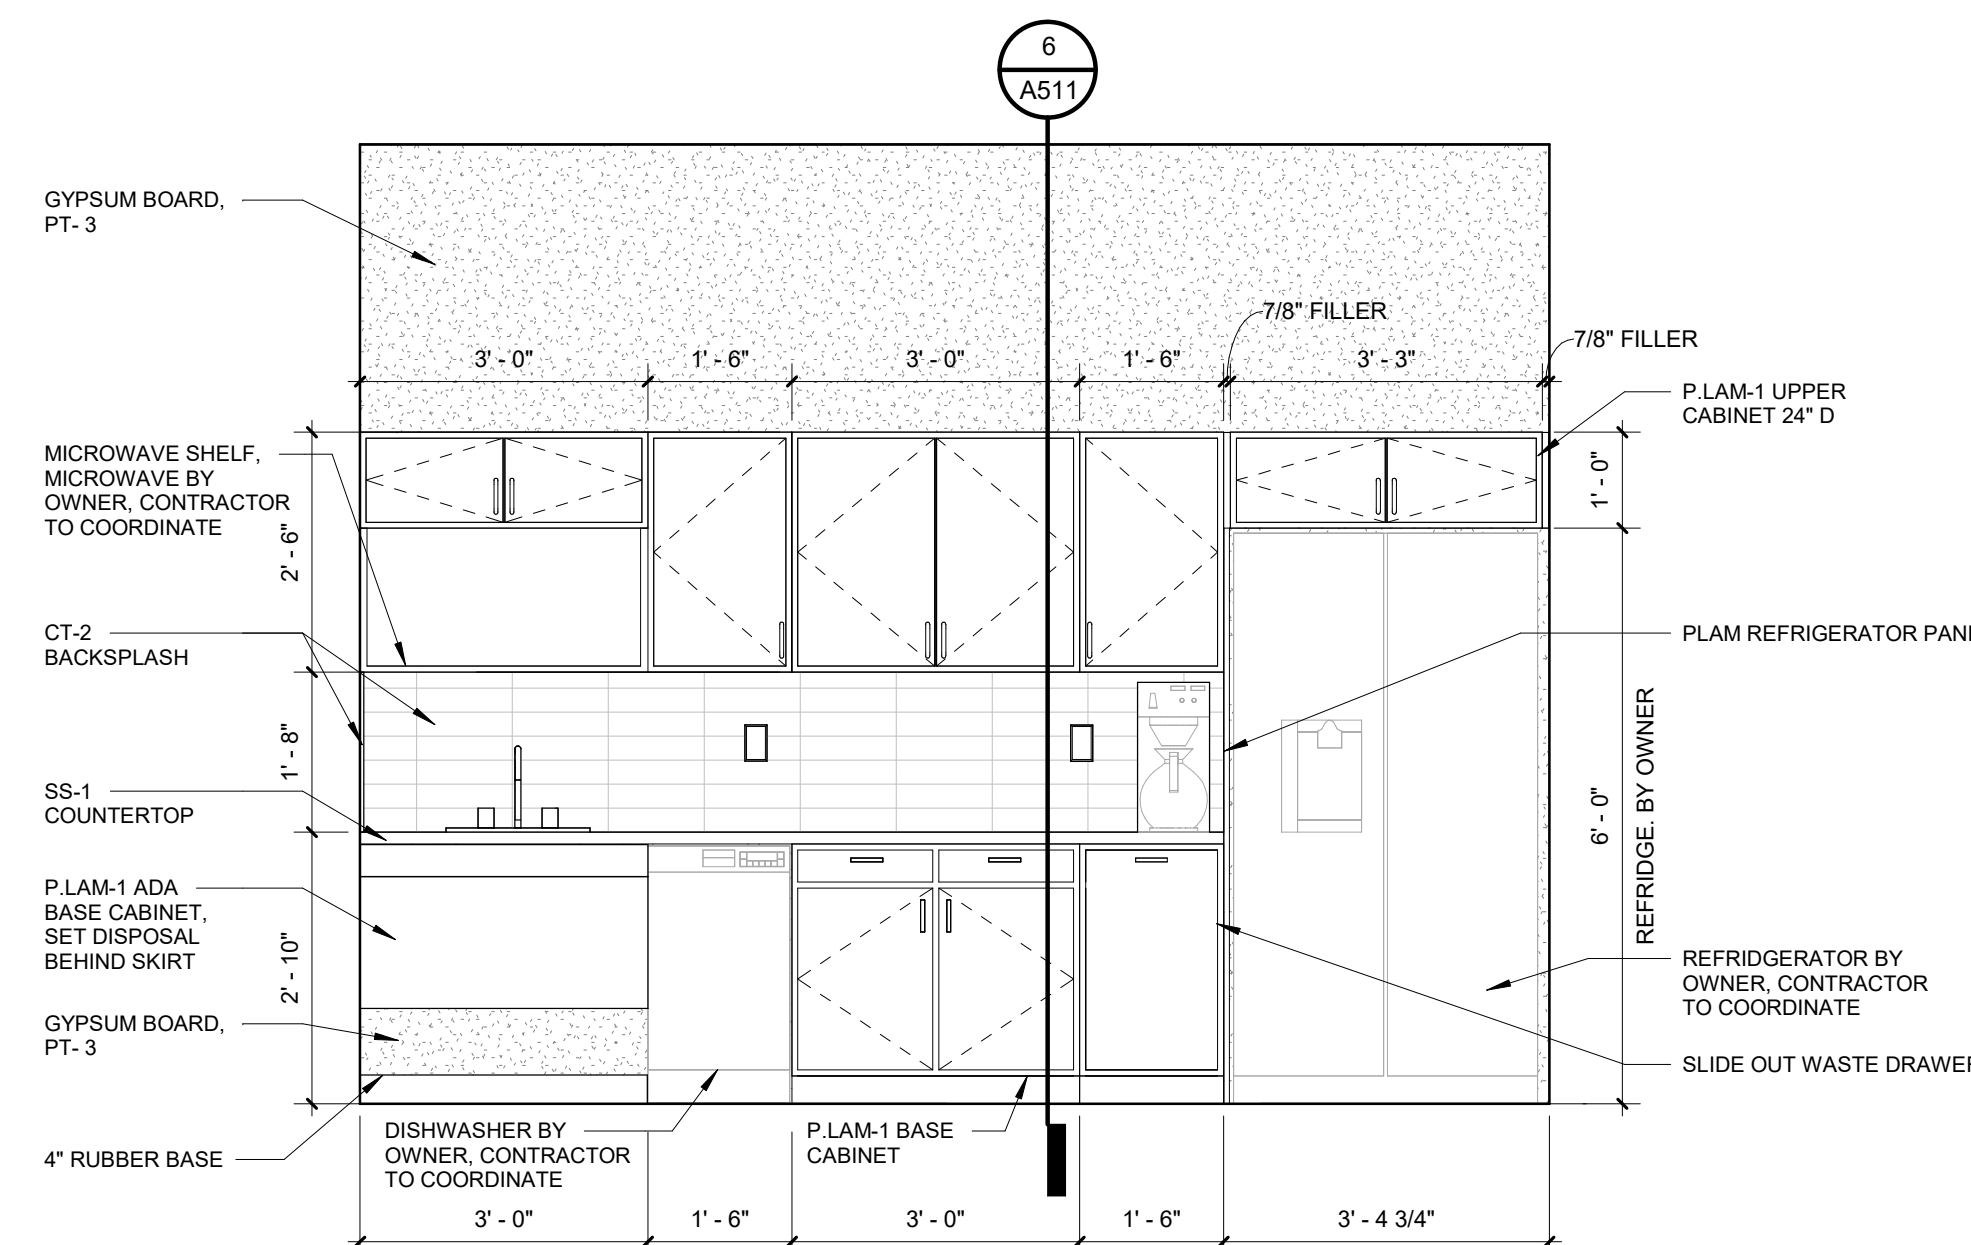 6
A511
GYPSUM BOARD,
PT- 3
7/8" FILLER
7/8" FILLER
3' - 0"
1' - 6"
3' - 0"
1' - 6"
3' - 3"
P.LAM-1 UPPER
CABINET 24" D
MICROWAVE SHELF,
MICROWAVE BY
OWNER, CONTRACTOR
TO COORDINATE
2' - 6"
1' - 0"
CT-2
BACKSPLASH
PLAM REFRIGERATOR PAN
1' - 8"
SS-1
COUNTERTOP
6' - 0"
REFRIDGE. BY OWNER
P.LAM-1 ADA
BASE CABINET,
SET DISPOSAL
BEHIND SKIRT
2' - 10"
REFRIDGERATOR BY
OWNER, CONTRACTOR
TO COORDINATE
GYPSUM BOARD,
PT- 3
SLIDE OUT WASTE DRAWER
4" RUBBER BASE
DISHWASHER BY
OWNER, CONTRACTOR
TO COORDINATE
P.LAM-1 BASE
CABINET
3' - 0"
1' - 6"
3' - 0"
1' - 6"
3' - 4 3/4"